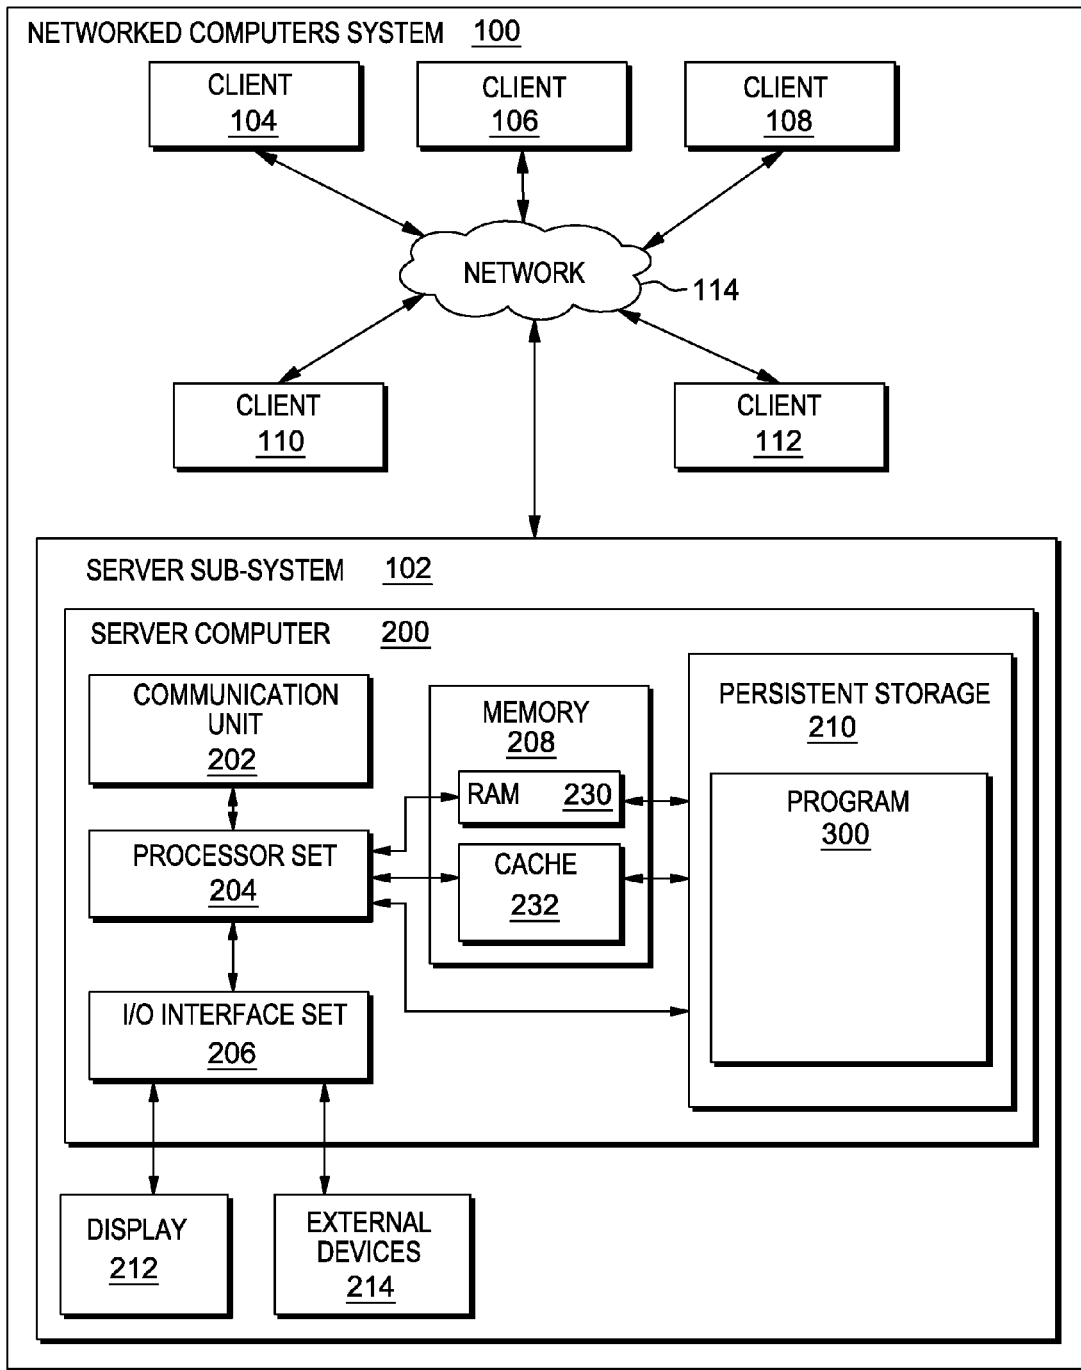 NETWORKED COMPUTERS SYSTEM 100
CLIENT
104
CLIENT
106
CLIENT
108
NETWORK
114
CLIENT
110
CLIENT
112
SERVER SUB-SYSTEM 102
SERVER COMPUTER 200
COMMUNICATION
UNIT
202
PROCESSOR SET
204
I/O INTERFACE SET
206
MEMORY
208
RAM 230
CACHE
232
PERSISTENT STORAGE
210
PROGRAM
300
DISPLAY
212
EXTERNAL
DEVICES
214